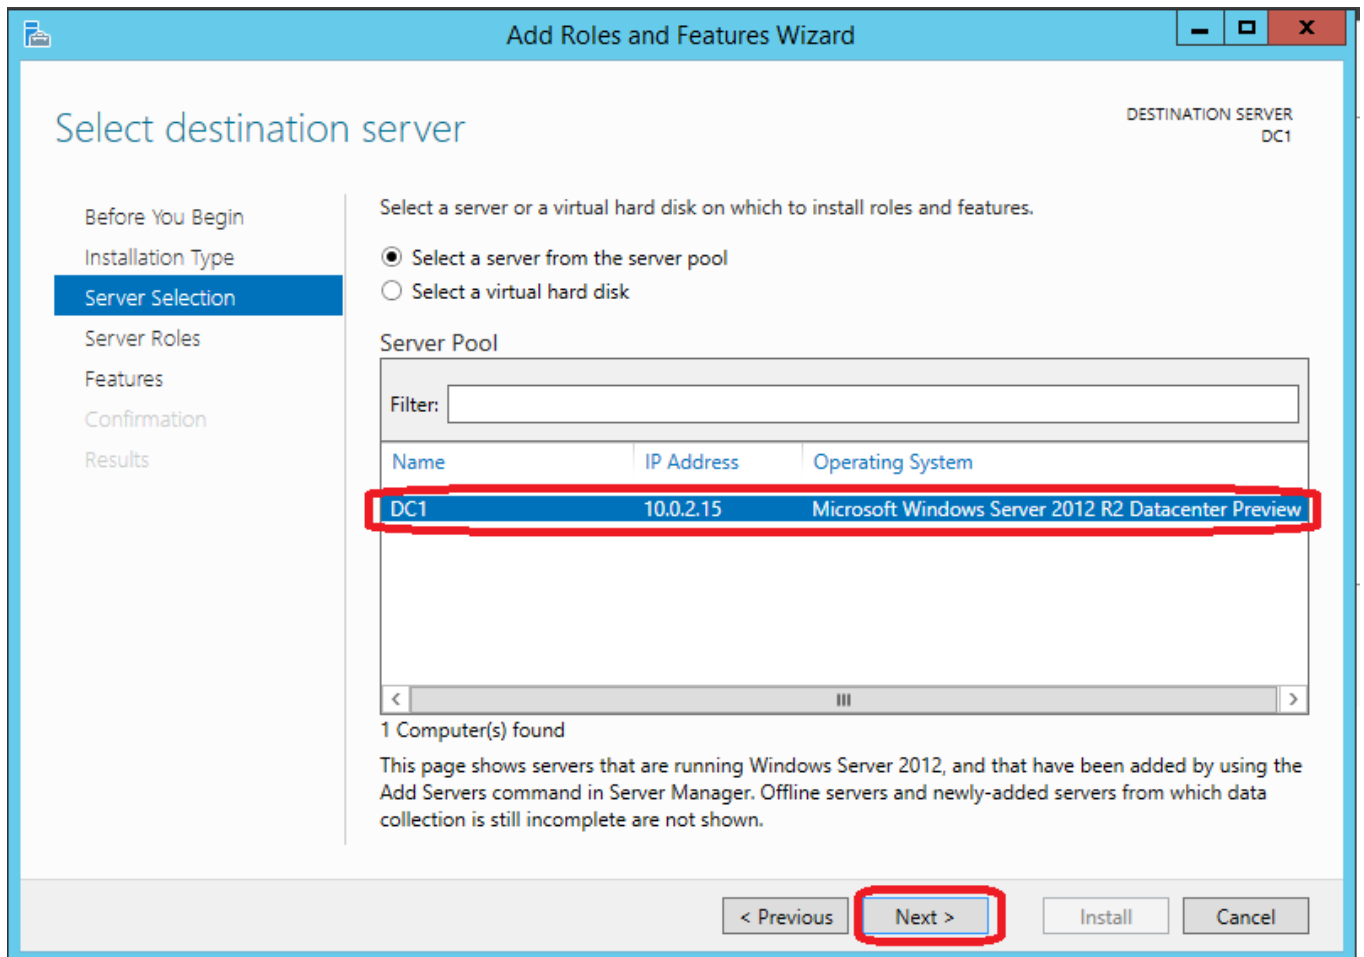 Add Roles and Features Wizard
Select destination server
DESTINATION SERVER
DC1
Before You Begin
Installation Type
Server Selection
Server Roles
Features
Confirmation
Results
Select a server or a virtual hard disk on which to install roles and features.
Select a server from the server pool
Select a virtual hard disk
Server Pool
Filter:
Name IP Address Operating System
DC1 10.0.2.15 Microsoft Windows Server 2012 R2 Datacenter Preview
1 Computer(s) found
This page shows servers that are running Windows Server 2012, and that have been added by using the
Add Servers command in Server Manager. Offline servers and newly-added servers from which data
collection is still incomplete are not shown.
< Previous Next > Install Cancel